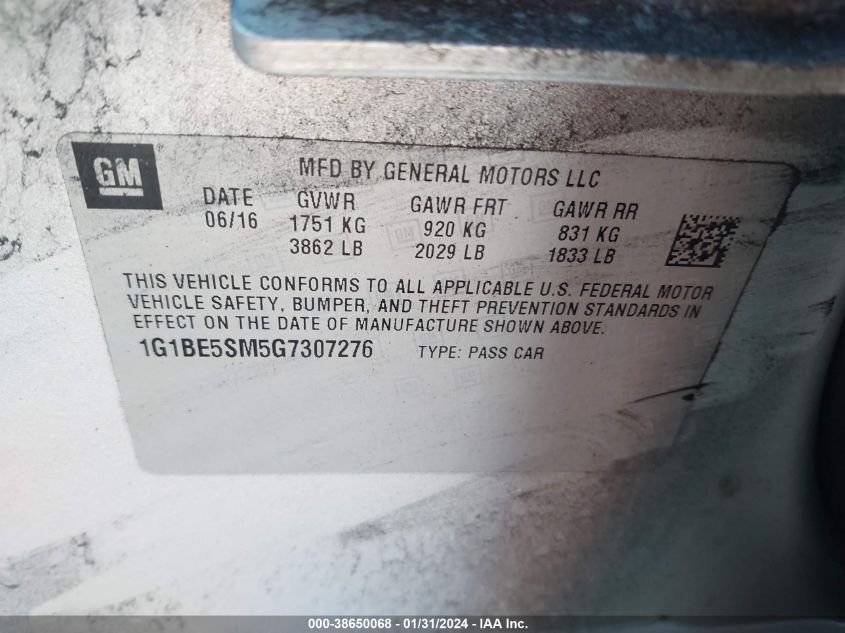 GM
MFD BY GENERAL MOTORS LLC
DATE GVWR GAWR FRT GAWR RR
06/16 1751 KG 920 KG 831 KG
3862 LB 2029 LB 1833 LB
THIS VEHICLE CONFORMS TO ALL APPLICABLE U.S. FEDERAL MOTOR
VEHICLE SAFETY, BUMPER, AND THEFT PREVENTION STANDARDS IN
EFFECT ON THE DATE OF MANUFACTURE SHOWN ABOVE.
1G1BE5SM5G7307276 TYPE: PASS CAR
000-38650068 - 01/31/2024 - IAA Inc.